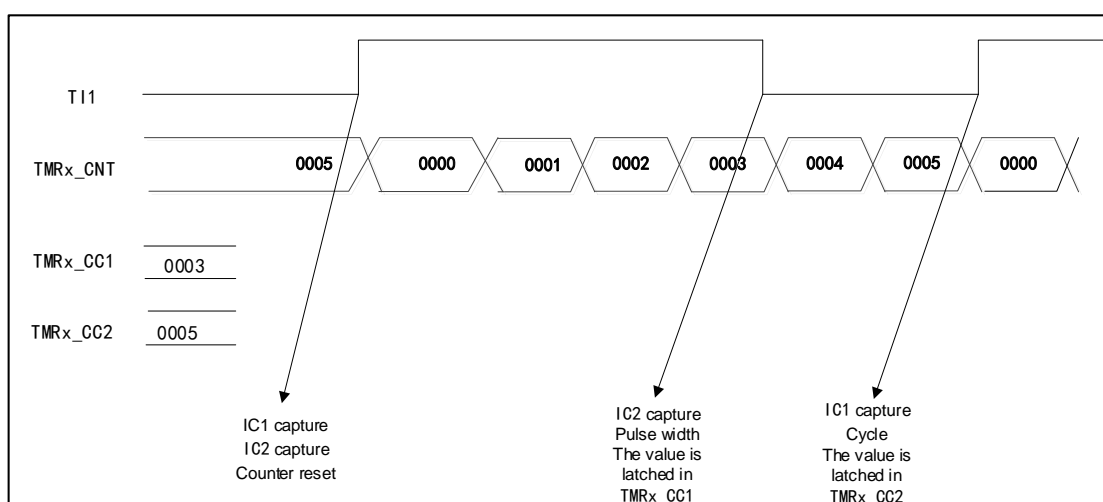 TI1
TMRx_CNT
0005 0000 0001 0002 0003 0004 0005 0000
TMRx_CC1
0003
TMRx_CC2
0005
IC1 capture
IC2 capture
Counter reset
IC2 capture
Pulse width
The value is
latched in
TMRx_CC1
IC1 capture
Cycle
The value is
latched in
TMRx_CC2